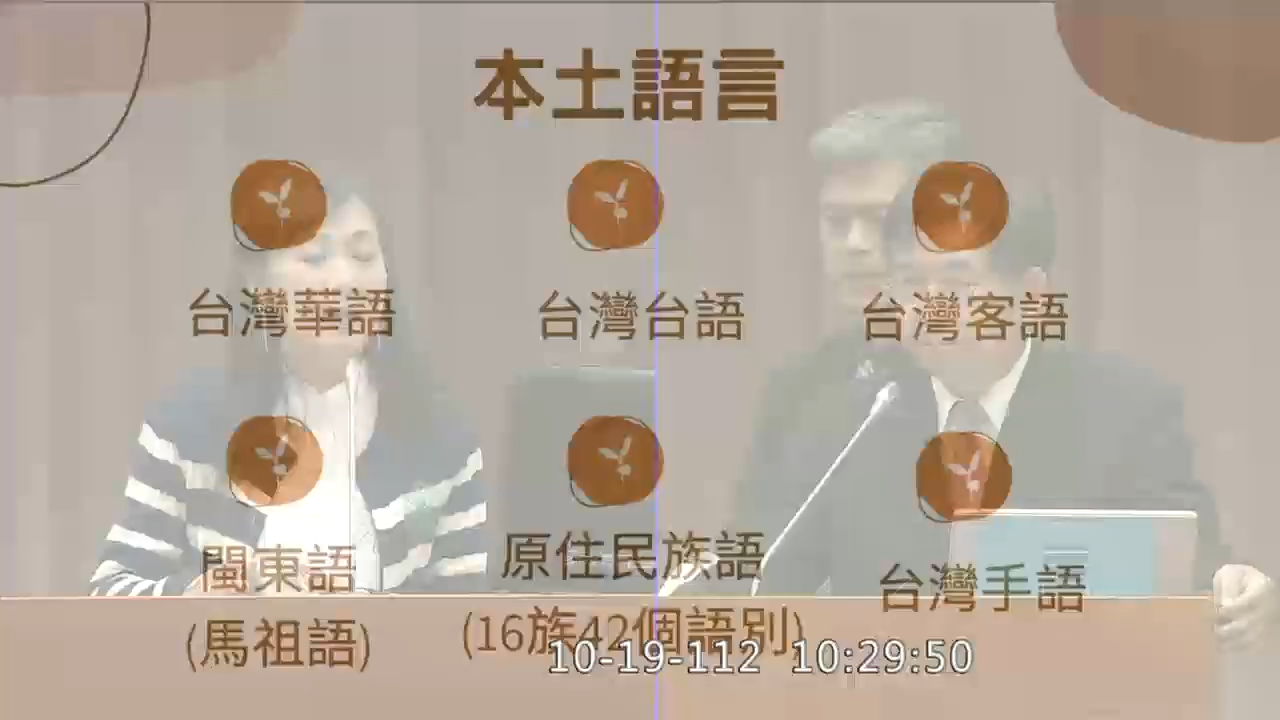 本土語言
台灣華語
台灣台語
台灣客語
閩東語
(馬祖語)
原住民族語
(16族42個語別)
台灣手語
10-19-112 10:29:50